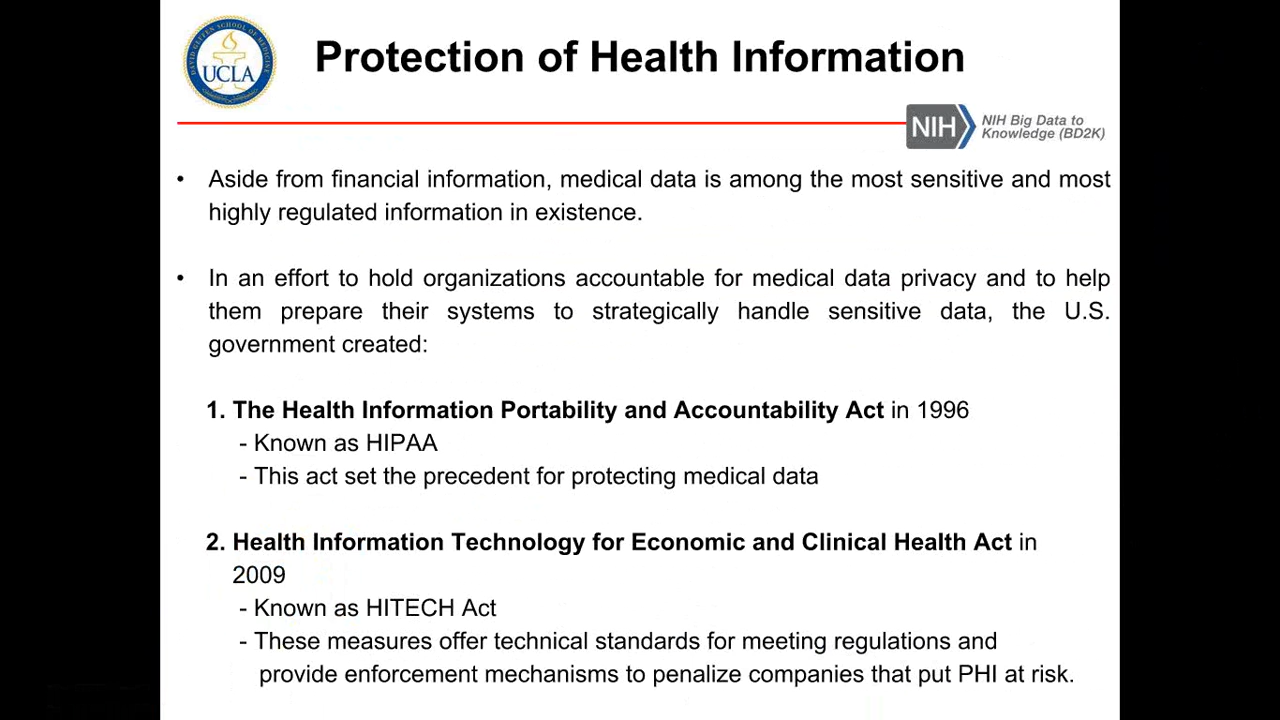 UCLA
DAVID GEFFEN SCHOOL OF MEDICINE
Protection of Health Information
NIH
NIH Big Data to
Knowledge (BD2K)
• Aside from financial information, medical data is among the most sensitive and most
highly regulated information in existence.
• In an effort to hold organizations accountable for medical data privacy and to help
them prepare their systems to strategically handle sensitive data, the U.S.
government created:
1. The Health Information Portability and Accountability Act in 1996
- Known as HIPAA
- This act set the precedent for protecting medical data
2. Health Information Technology for Economic and Clinical Health Act in
2009
- Known as HITECH Act
- These measures offer technical standards for meeting regulations and
provide enforcement mechanisms to penalize companies that put PHI at risk.